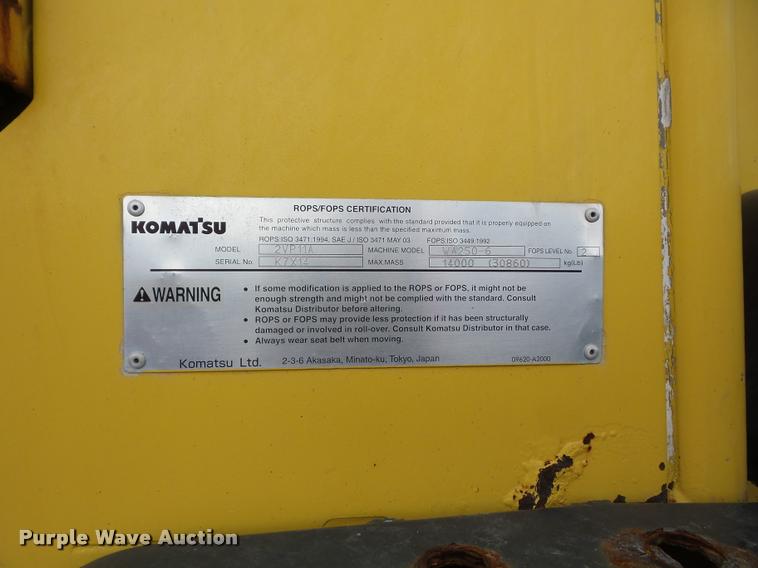 ROPS/FOPS CERTIFICATION
KOMATSU
This protective structure complies with the standard provided that it is properly equipped on
the machine which mass is less than the specified maximum mass.
ROPS:ISO 3471:1994, SAE J / ISO 3471 MAY 03 FOPS:ISO 3449:1992
MODEL 2VP11A MACHINE MODEL WA250-6 FOPS LEVEL No. 2
SERIAL No. K7X14 MAX.MASS 14000 (30860) kg(Lb)
WARNING
• If some modification is applied to the ROPS or FOPS, it might not be
enough strength and might not be complied with the standard. Consult
Komatsu Distributor before altering.
• ROPS or FOPS may provide less protection if it has been structurally
damaged or involved in roll-over. Consult Komatsu Distributor in that case.
• Always wear seat belt when moving.
Komatsu Ltd. 2-3-6 Akasaka, Minato-ku, Tokyo, Japan 09620-A2000
Purple Wave Auction®